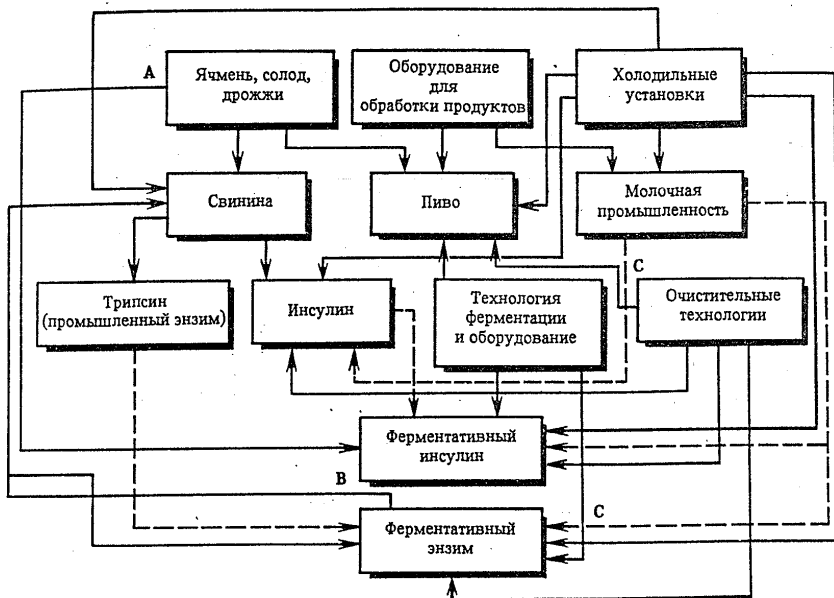 A
Ячмень, солод,
дрожжи
Оборудование
для
обработки продуктов
Холодильные
установки
Свинина
Пиво
Молочная
промышленность
C
Трипсин
(промышленный энзим)
Инсулин
Технология
ферментации
и оборудование
Очистительные
технологии
Ферментативный
инсулин
B
C
Ферментативный
энзим